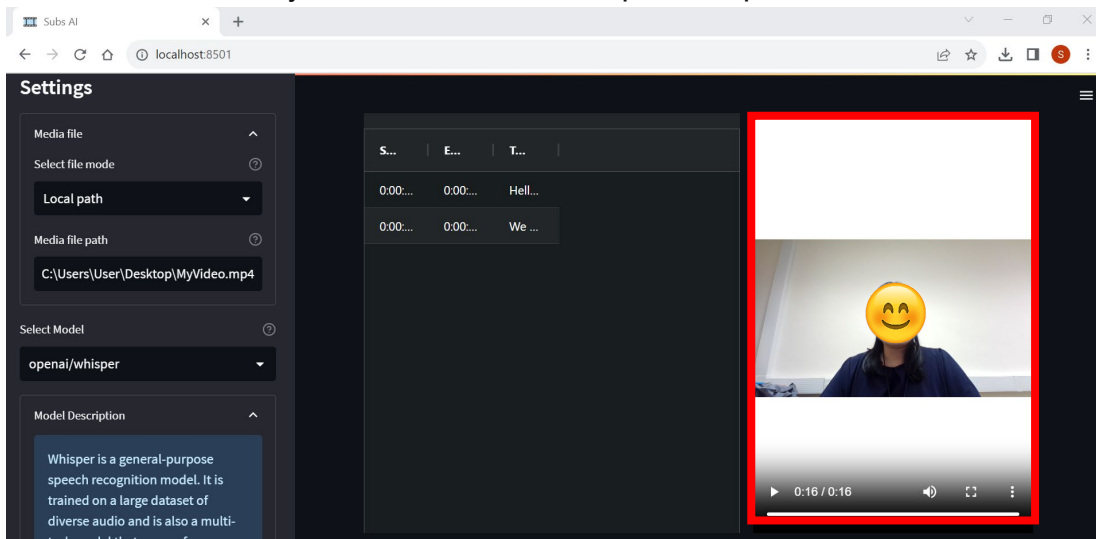 Subs AI
localhost:8501
S
Settings
Media file
Select file mode
Local path
Media file path
C:\Users\User\Desktop\MyVideo.mp4
Select Model
openai/whisper
Model Description
Whisper is a general-purpose
speech recognition model. It is
trained on a large dataset of
diverse audio and is also a multi-
S... E... T...
0:00:... 0:00:... Hell...
0:00:... 0:00:... We ...
0:16 / 0:16